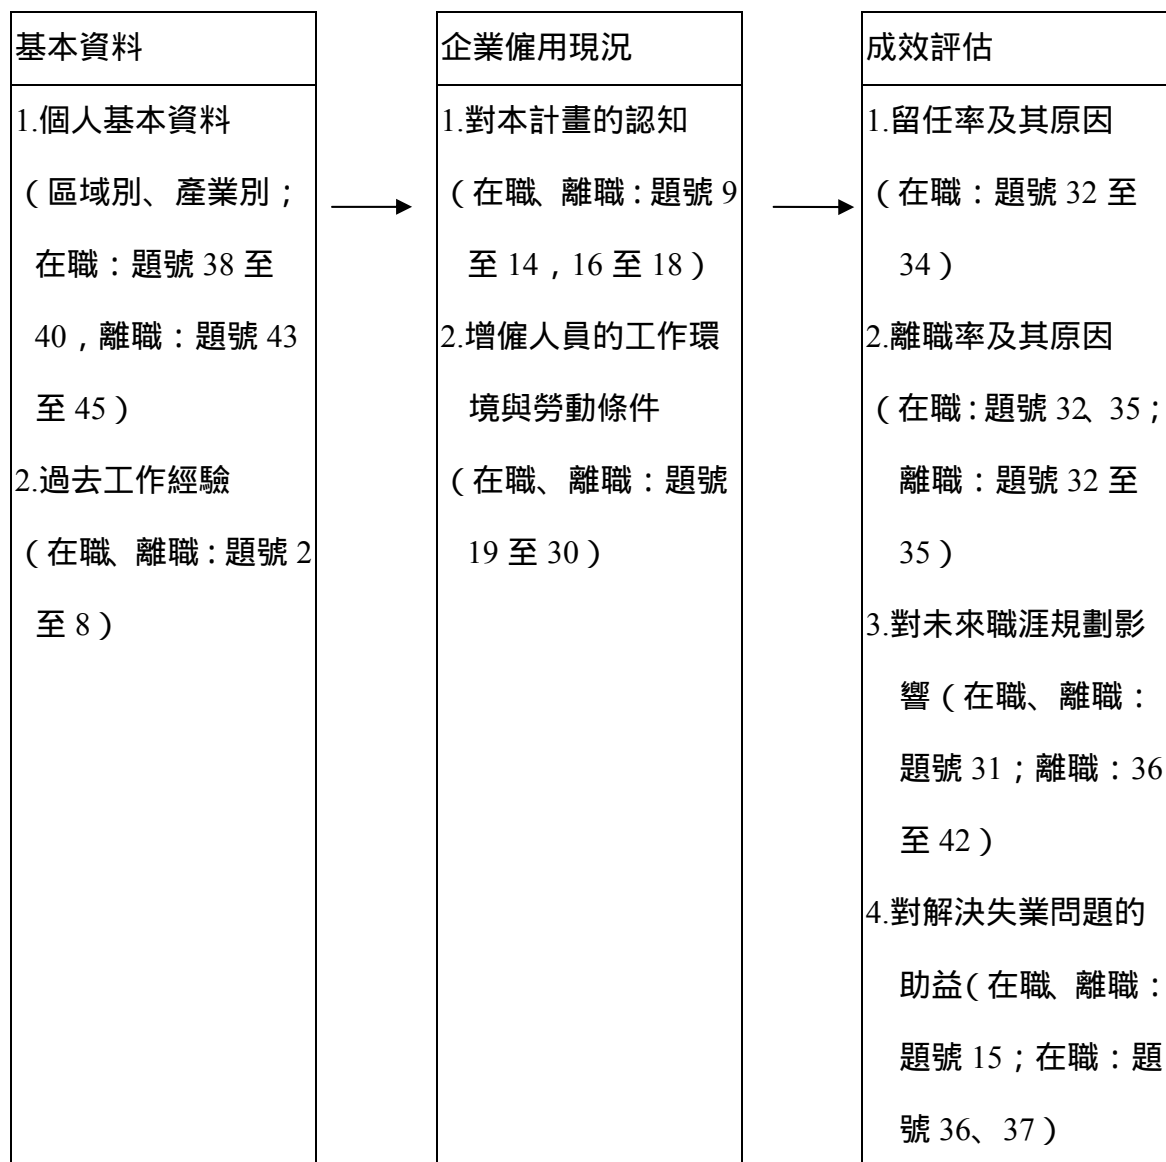 基本資料
1.個人基本資料
（區域別、產業別；
在職：題號 38 至
40，離職：題號 43
至 45）
2.過去工作經驗
（在職、離職：題號 2
至 8）
企業僱用現況
1.對本計畫的認知
（在職、離職：題號 9
至 14，16 至 18）
2.增僱人員的工作環
境與勞動條件
（在職、離職：題號
19 至 30）
成效評估
1.留任率及其原因
（在職：題號 32 至
34）
2.離職率及其原因
（在職：題號 32、35；
離職：題號 32 至
35）
3.對未來職涯規劃影
響（在職、離職：
題號 31；離職：36
至 42）
4.對解決失業問題的
助益（在職、離職：
題號 15；在職：題
號 36、37）